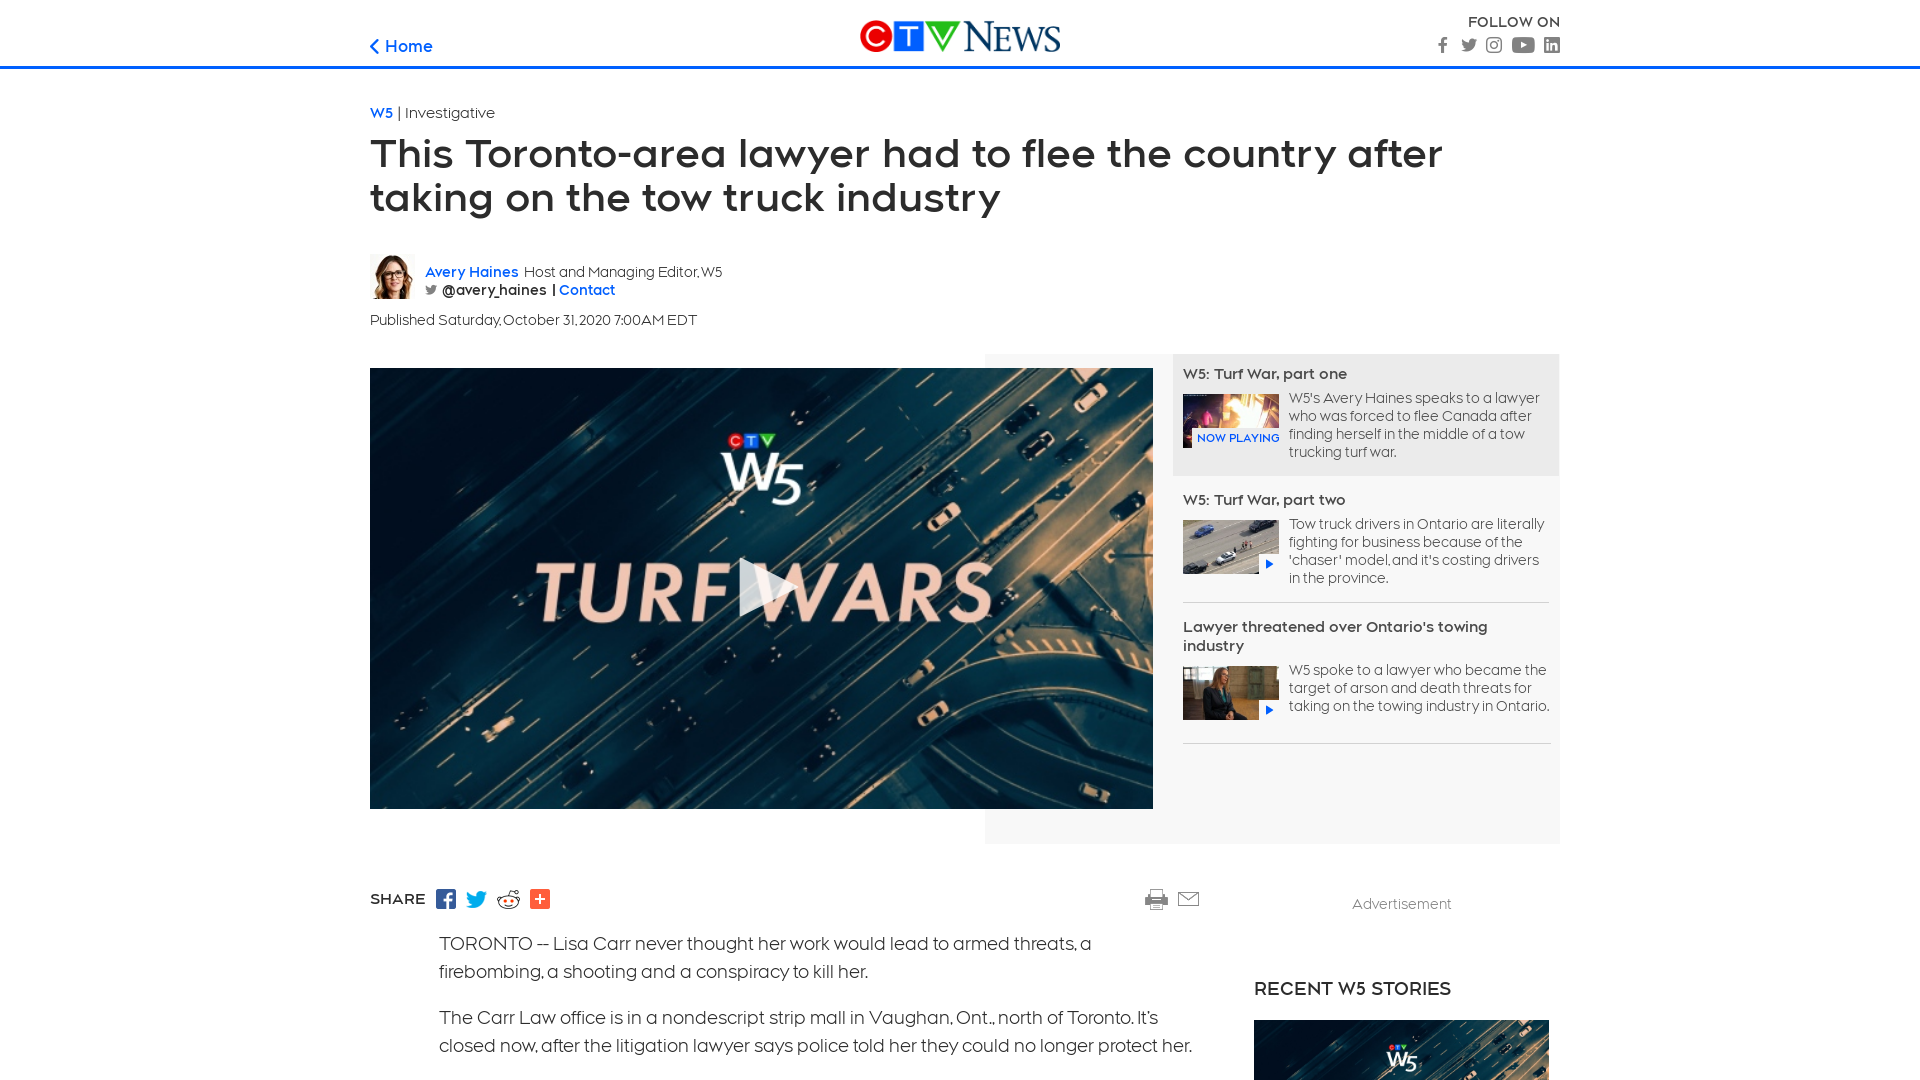 Home
CTV NEWS
FOLLOW ON
W5 | Investigative
This Toronto-area lawyer had to flee the country after
taking on the tow truck industry
Avery Haines Host and Managing Editor, W5
@avery_haines | Contact
Published Saturday, October 31, 2020 7:00AM EDT
CTV
W5
TURF WARS
W5: Turf War, part one
NOW PLAYING
W5's Avery Haines speaks to a lawyer
who was forced to flee Canada after
finding herself in the middle of a tow
trucking turf war.
W5: Turf War, part two
Tow truck drivers in Ontario are literally
fighting for business because of the
'chaser' model, and it's costing drivers
in the province.
Lawyer threatened over Ontario's towing
industry
W5 spoke to a lawyer who became the
target of arson and death threats for
taking on the towing industry in Ontario.
SHARE
Advertisement
TORONTO -- Lisa Carr never thought her work would lead to armed threats, a
firebombing, a shooting and a conspiracy to kill her.
The Carr Law office is in a nondescript strip mall in Vaughan, Ont., north of Toronto. It’s
closed now, after the litigation lawyer says police told her they could no longer protect her.
RECENT W5 STORIES
CTV
W5